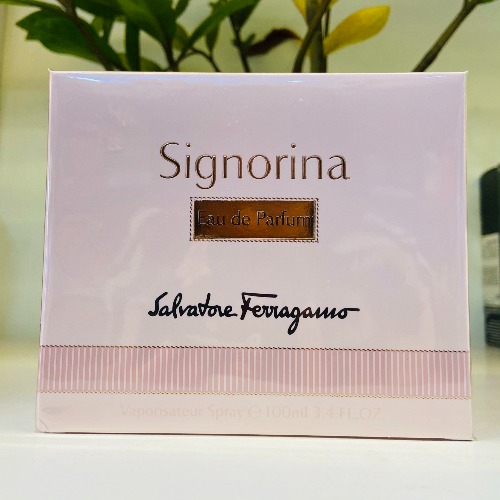 Signorina
Eau de Parfum
Salvatore Ferragamo
Vaporisateur Spray ℮ 100ml 3.4 FL.OZ.